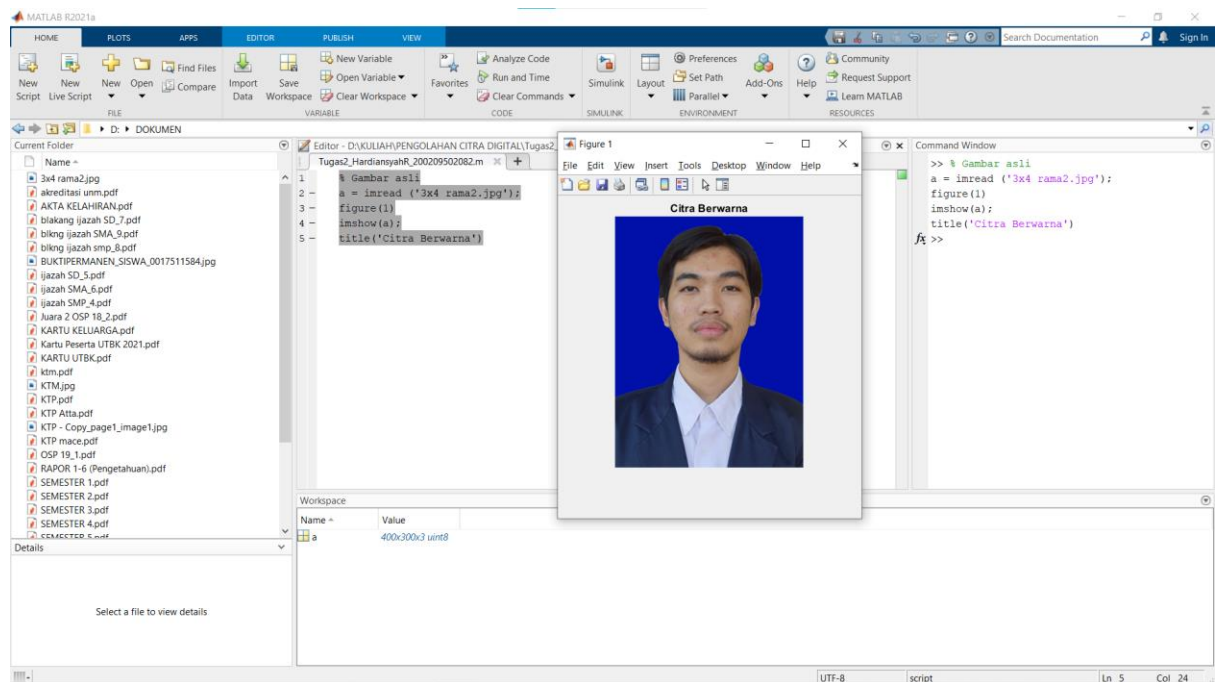 MATLAB R2021a
HOME PLOTS APPS EDITOR PUBLISH VIEW
Search Documentation
Sign In
New Script
New Live Script
New
Open
Find Files
Compare
Import Data
Save Workspace
New Variable
Open Variable
Clear Workspace
Favorites
Analyze Code
Run and Time
Clear Commands
Simulink
Layout
Preferences
Set Path
Parallel
Add-Ons
Help
Community
Request Support
Learn MATLAB
FILE VARIABLE CODE SIMULINK ENVIRONMENT RESOURCES
D: DOKUMEN
Current Folder
Name
3x4 rama2.jpg
akreditasi unm.pdf
AKTA KELAHIRAN.pdf
blakang ijazah SD_7.pdf
blkng ijazah SMA_9.pdf
blkng ijazah smp_8.pdf
BUKTIPERMANEN_SISWA_0017511584.jpg
ijazah SD_5.pdf
ijazah SMA_6.pdf
ijazah SMP_4.pdf
Juara 2 OSP 18_2.pdf
KARTU KELUARGA.pdf
Kartu Peserta UTBK 2021.pdf
KARTU UTBK.pdf
ktm.pdf
KTM.jpg
KTP.pdf
KTP Atta.pdf
KTP - Copy_page1_image1.jpg
KTP mace.pdf
OSP 19_1.pdf
RAPOR 1-6 (Pengetahuan).pdf
SEMESTER 1.pdf
SEMESTER 2.pdf
SEMESTER 3.pdf
SEMESTER 4.pdf
SEMESTER 5.pdf
Details
Select a file to view details
Editor - D:\KULIAH\PENGOLAHAN CITRA DIGITAL\Tugas2_
Tugas2_HardiansyahR_200209502082.m
1 % Gambar asli
2 - a = imread ('3x4 rama2.jpg');
3 - figure(1)
4 - imshow(a);
5 - title('Citra Berwarna')
Figure 1
File Edit View Insert Tools Desktop Window Help
Citra Berwarna
Workspace
Name Value
a 400x300x3 uint8
Command Window
>> % Gambar asli
a = imread ('3x4 rama2.jpg');
figure(1)
imshow(a);
title('Citra Berwarna')
fx >>
UTF-8 script Ln 5 Col 24